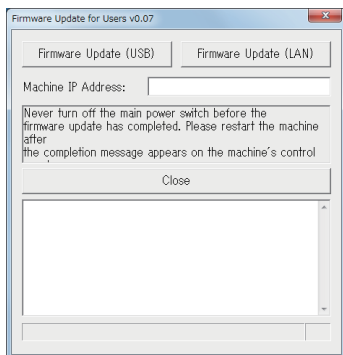 Firmware Update for Users v0.07
Firmware Update (USB)
Firmware Update (LAN)
Machine IP Address:
Never turn off the main power switch before the
firmware update has completed. Please restart the machine
after
the completion message appears on the machine's control
Close